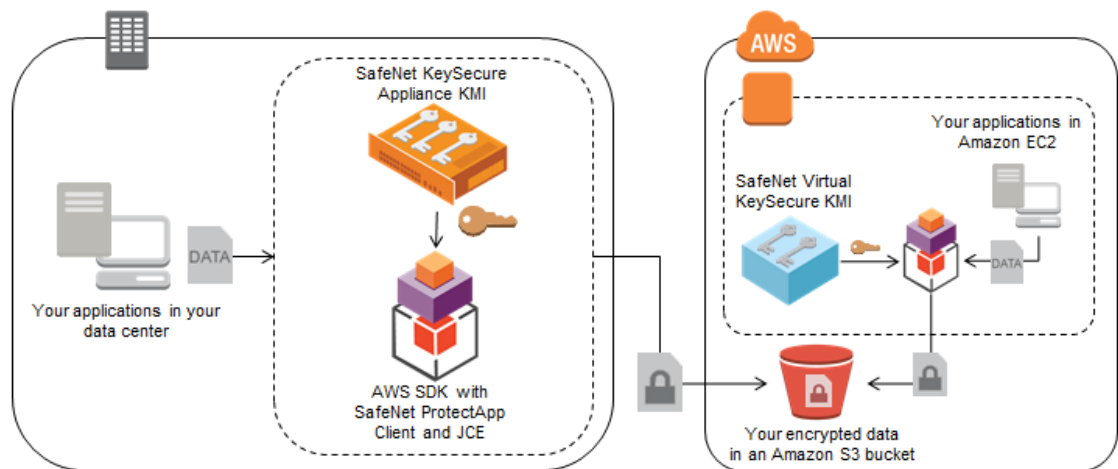 SafeNet KeySecure
Appliance KMI
DATA
Your applications in your
data center
AWS SDK with
SafeNet ProtectApp
Client and JCE
AWS
Your applications in
Amazon EC2
SafeNet Virtual
KeySecure KMI
DATA
Your encrypted data
in an Amazon S3 bucket